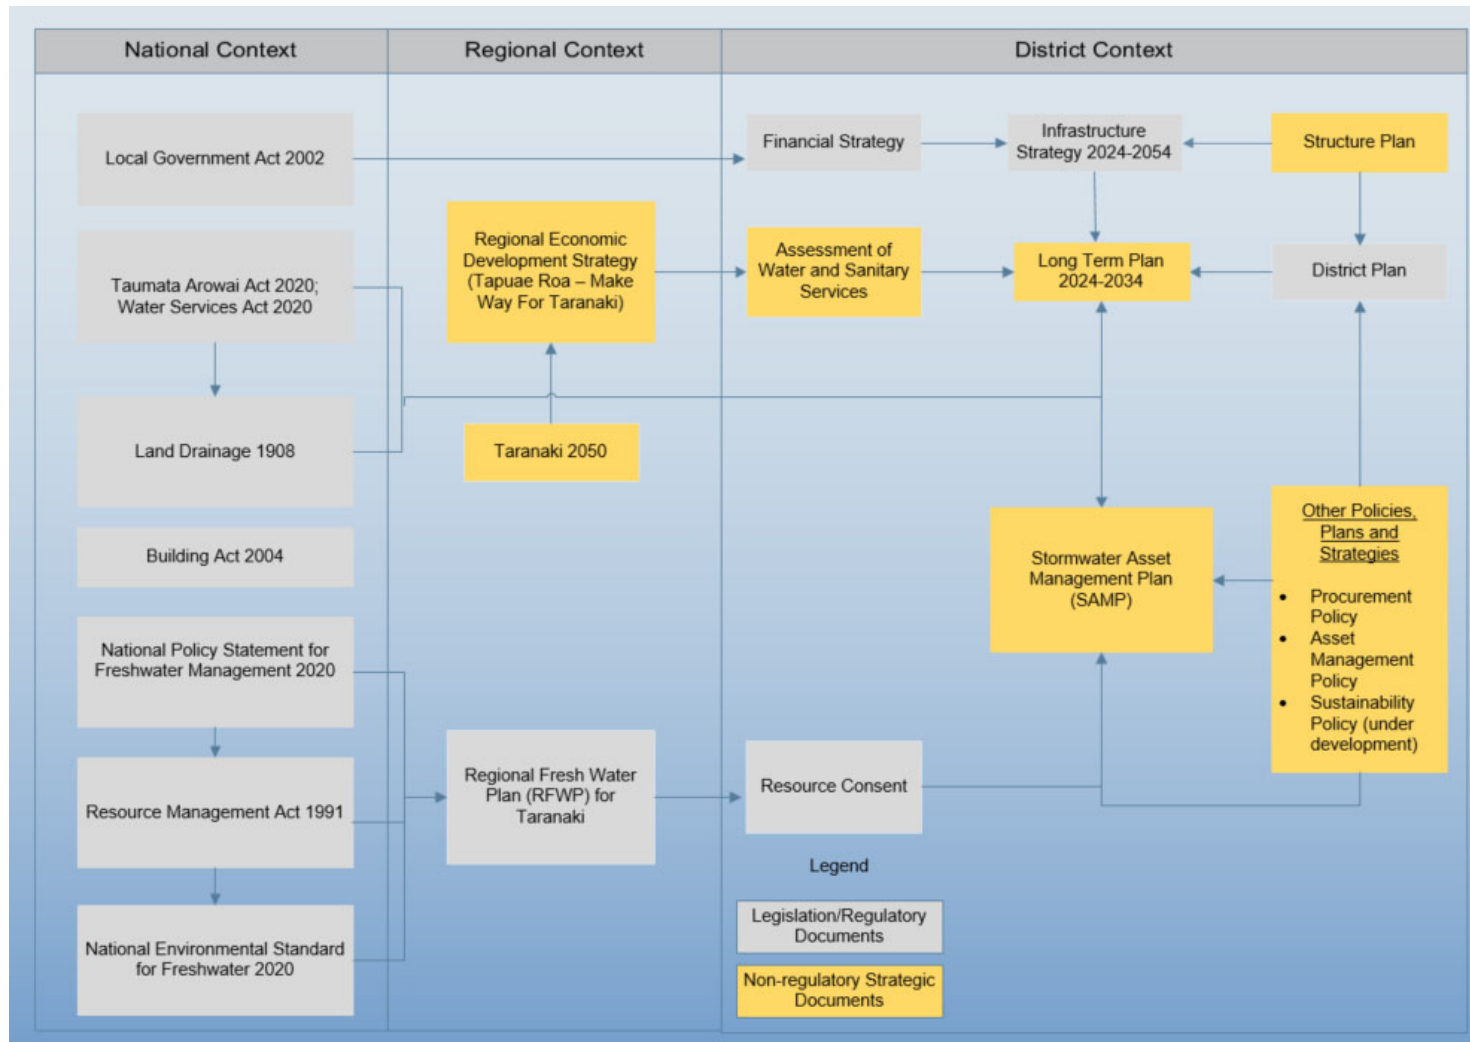 National Context
Regional Context
District Context
Local Government Act 2002
Financial Strategy
Infrastructure
Strategy 2024-2054
Structure Plan
Taumata Arowai Act 2020;
Water Services Act 2020
Regional Economic
Development Strategy
(Tapuae Roa – Make
Way For Taranaki)
Assessment of
Water and Sanitary
Services
Long Term Plan
2024-2034
District Plan
Land Drainage 1908
Taranaki 2050
Building Act 2004
Stormwater Asset
Management Plan
(SAMP)
Other Policies,
Plans and
Strategies
• Procurement
Policy
• Asset
Management
Policy
• Sustainability
Policy (under
development)
National Policy Statement for
Freshwater Management 2020
Resource Management Act 1991
Regional Fresh Water
Plan (RFWP) for
Taranaki
Resource Consent
National Environmental Standard
for Freshwater 2020
Legend
Legislation/Regulatory
Documents
Non-regulatory Strategic
Documents